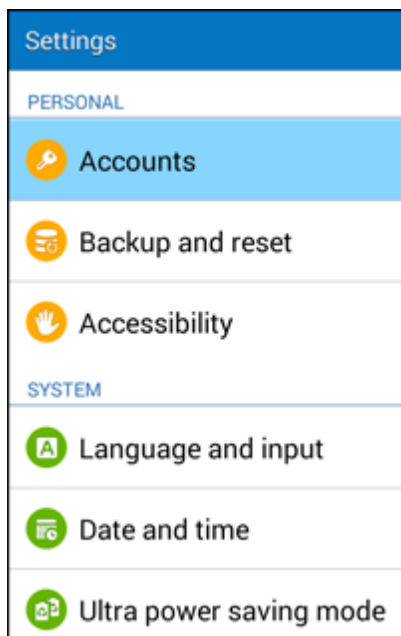 Settings
PERSONAL
Accounts
Backup and reset
Accessibility
SYSTEM
A Language and input
Date and time
Ultra power saving mode